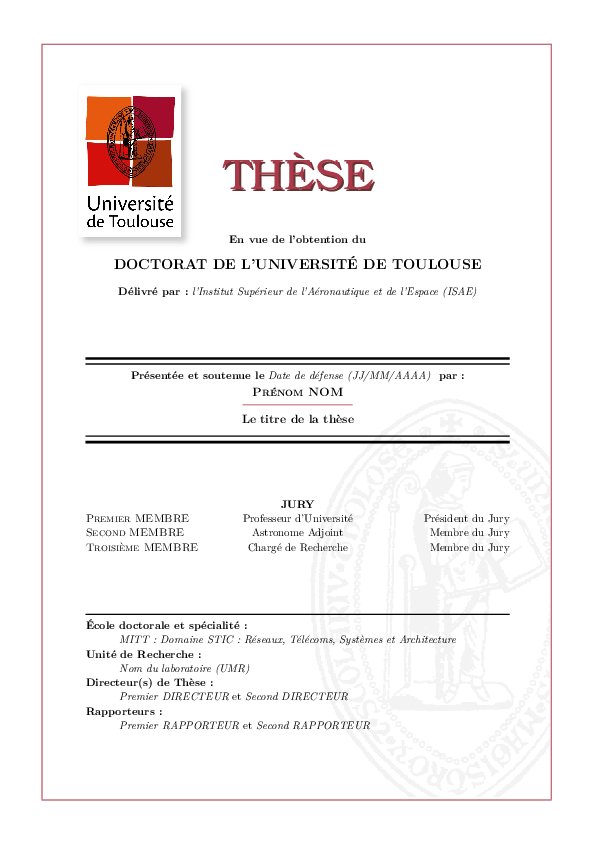 Université
de Toulouse
THÈSE
En vue de l'obtention du
DOCTORAT DE L'UNIVERSITÉ DE TOULOUSE
Délivré par : l'Institut Supérieur de l'Aéronautique et de l'Espace (ISAE)
Présentée et soutenue le Date de défense (JJ/MM/AAAA) par :
Prénom NOM
Le titre de la thèse
JURY
Premier MEMBRE Professeur d'Université Président du Jury
Second MEMBRE Astronome Adjoint Membre du Jury
Troisième MEMBRE Chargé de Recherche Membre du Jury
École doctorale et spécialité :
MITT : Domaine STIC : Réseaux, Télécoms, Systèmes et Architecture
Unité de Recherche :
Nom du laboratoire (UMR)
Directeur(s) de Thèse :
Premier DIRECTEUR et Second DIRECTEUR
Rapporteurs :
Premier RAPPORTEUR et Second RAPPORTEUR